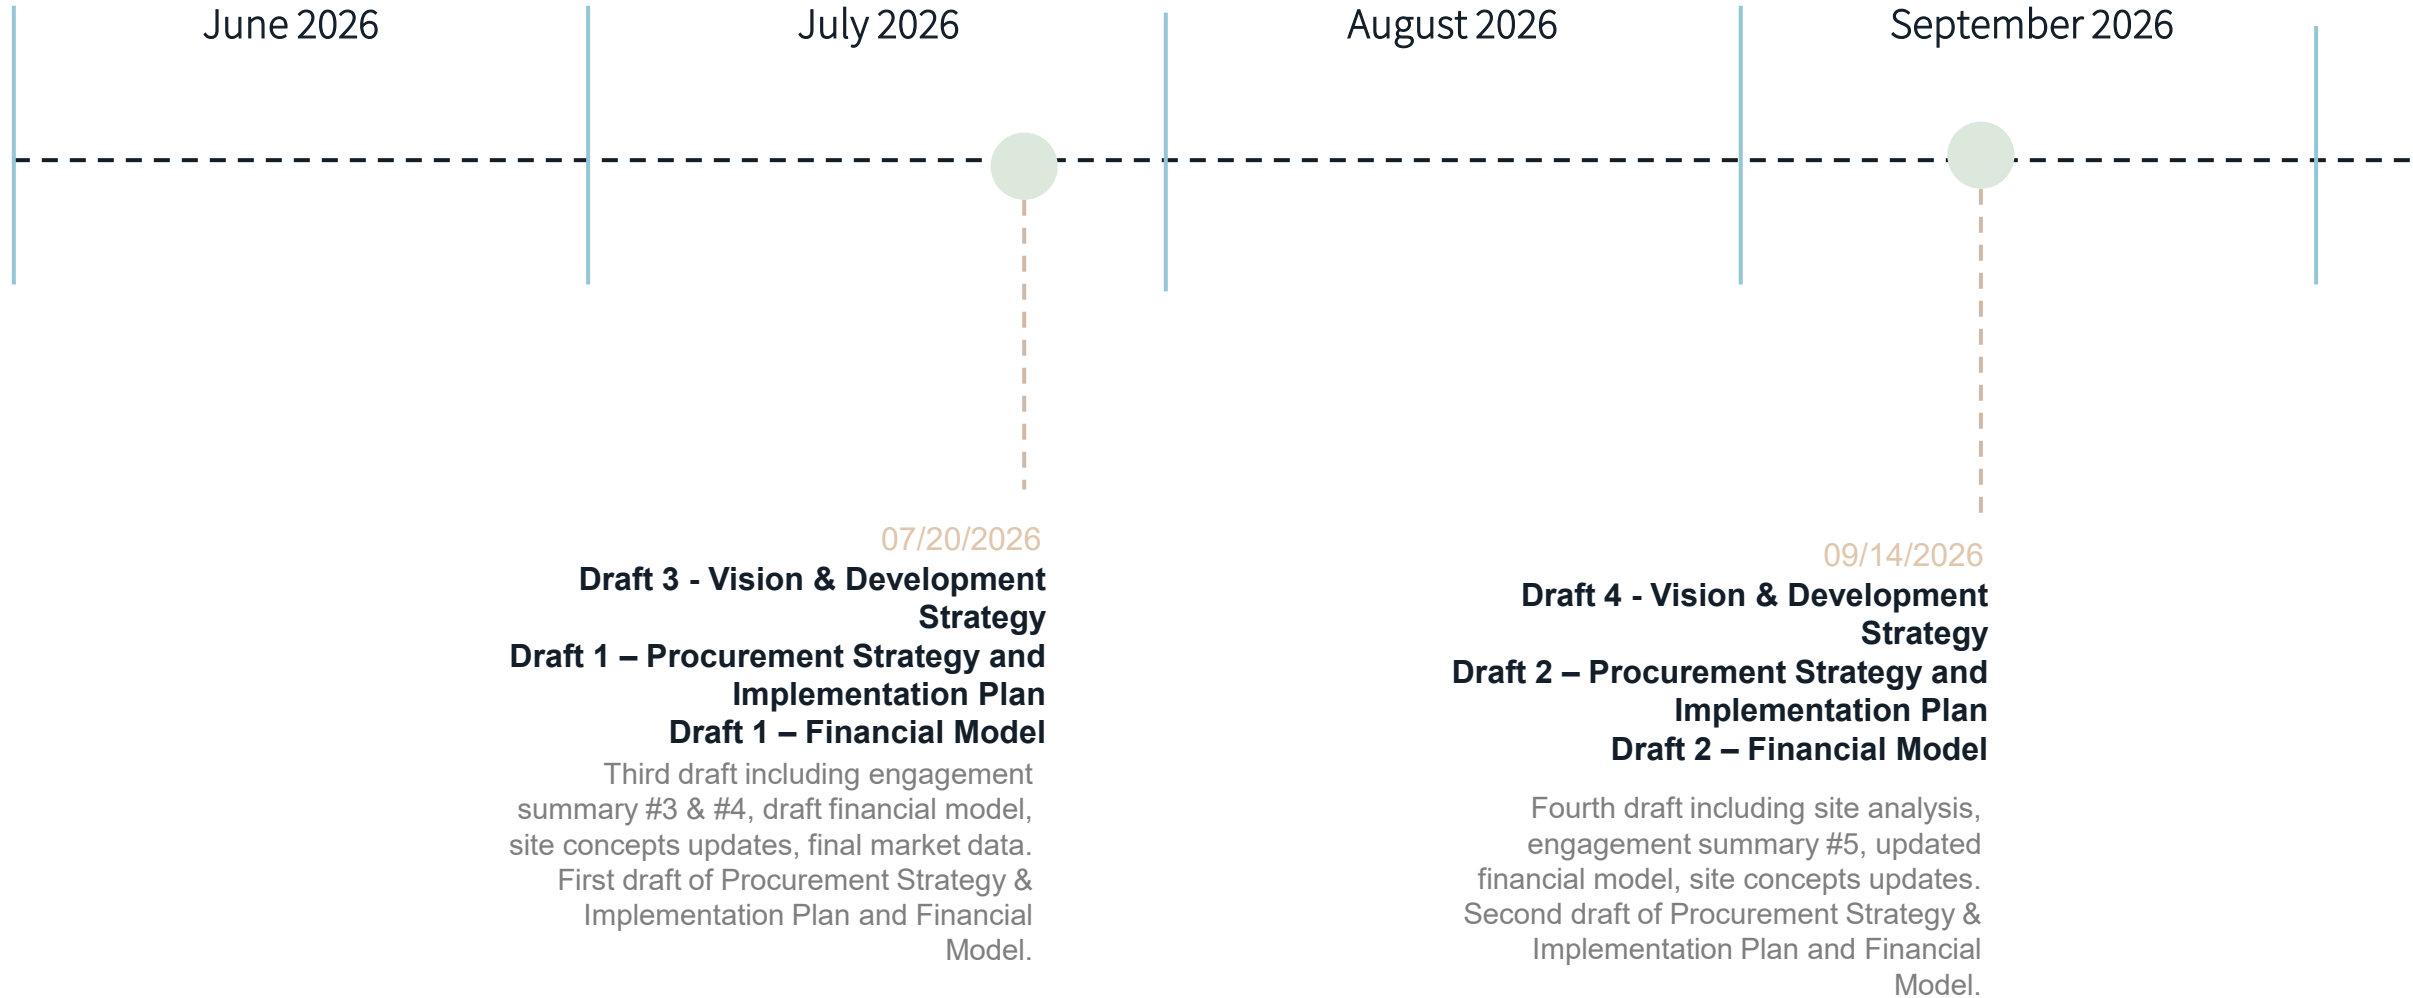 June 2026
July 2026
August 2026
September 2026
07/20/2026
Draft 3 - Vision & Development
Strategy
Draft 1 – Procurement Strategy and
Implementation Plan
Draft 1 – Financial Model
Third draft including engagement
summary #3 & #4, draft financial model,
site concepts updates, final market data.
First draft of Procurement Strategy &
Implementation Plan and Financial
Model.
09/14/2026
Draft 4 - Vision & Development
Strategy
Draft 2 – Procurement Strategy and
Implementation Plan
Draft 2 – Financial Model
Fourth draft including site analysis,
engagement summary #5, updated
financial model, site concepts updates.
Second draft of Procurement Strategy &
Implementation Plan and Financial
Model.